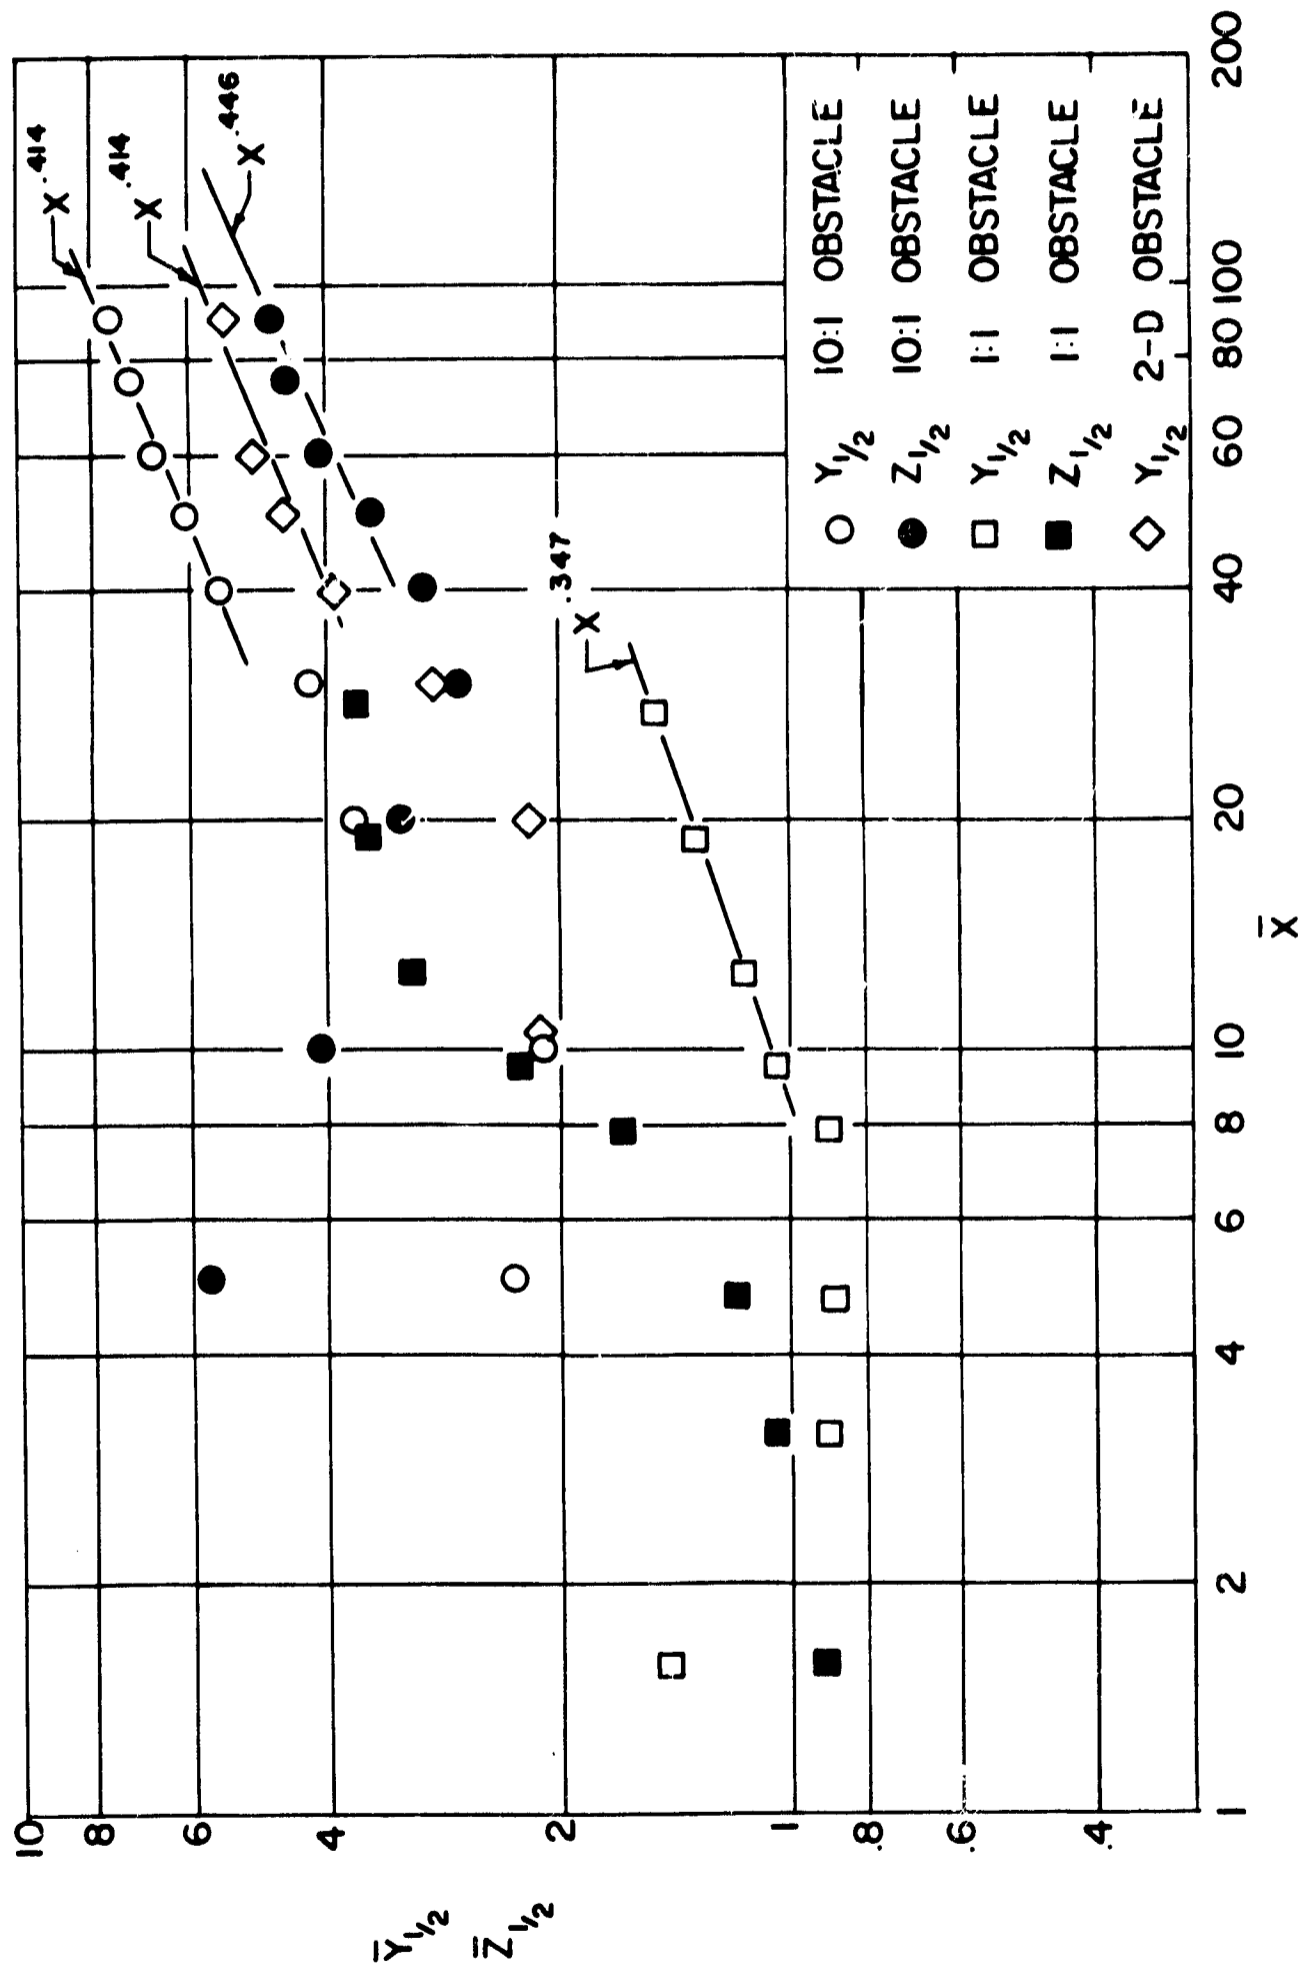 X^.414
X^.414
X^.446
X^.347
10
8
6
4
2
1
.8
.6
.4
Y̅1/2
Z̅1/2
○ Y1/2 10:1 OBSTACLE
● Z1/2 10:1 OBSTACLE
□ Y1/2 1:1 OBSTACLE
■ Z1/2 1:1 OBSTACLE
◇ Y1/2 2-D OBSTACLE
1 2 4 6 8 10 20 40 60 80 100 200
X̅